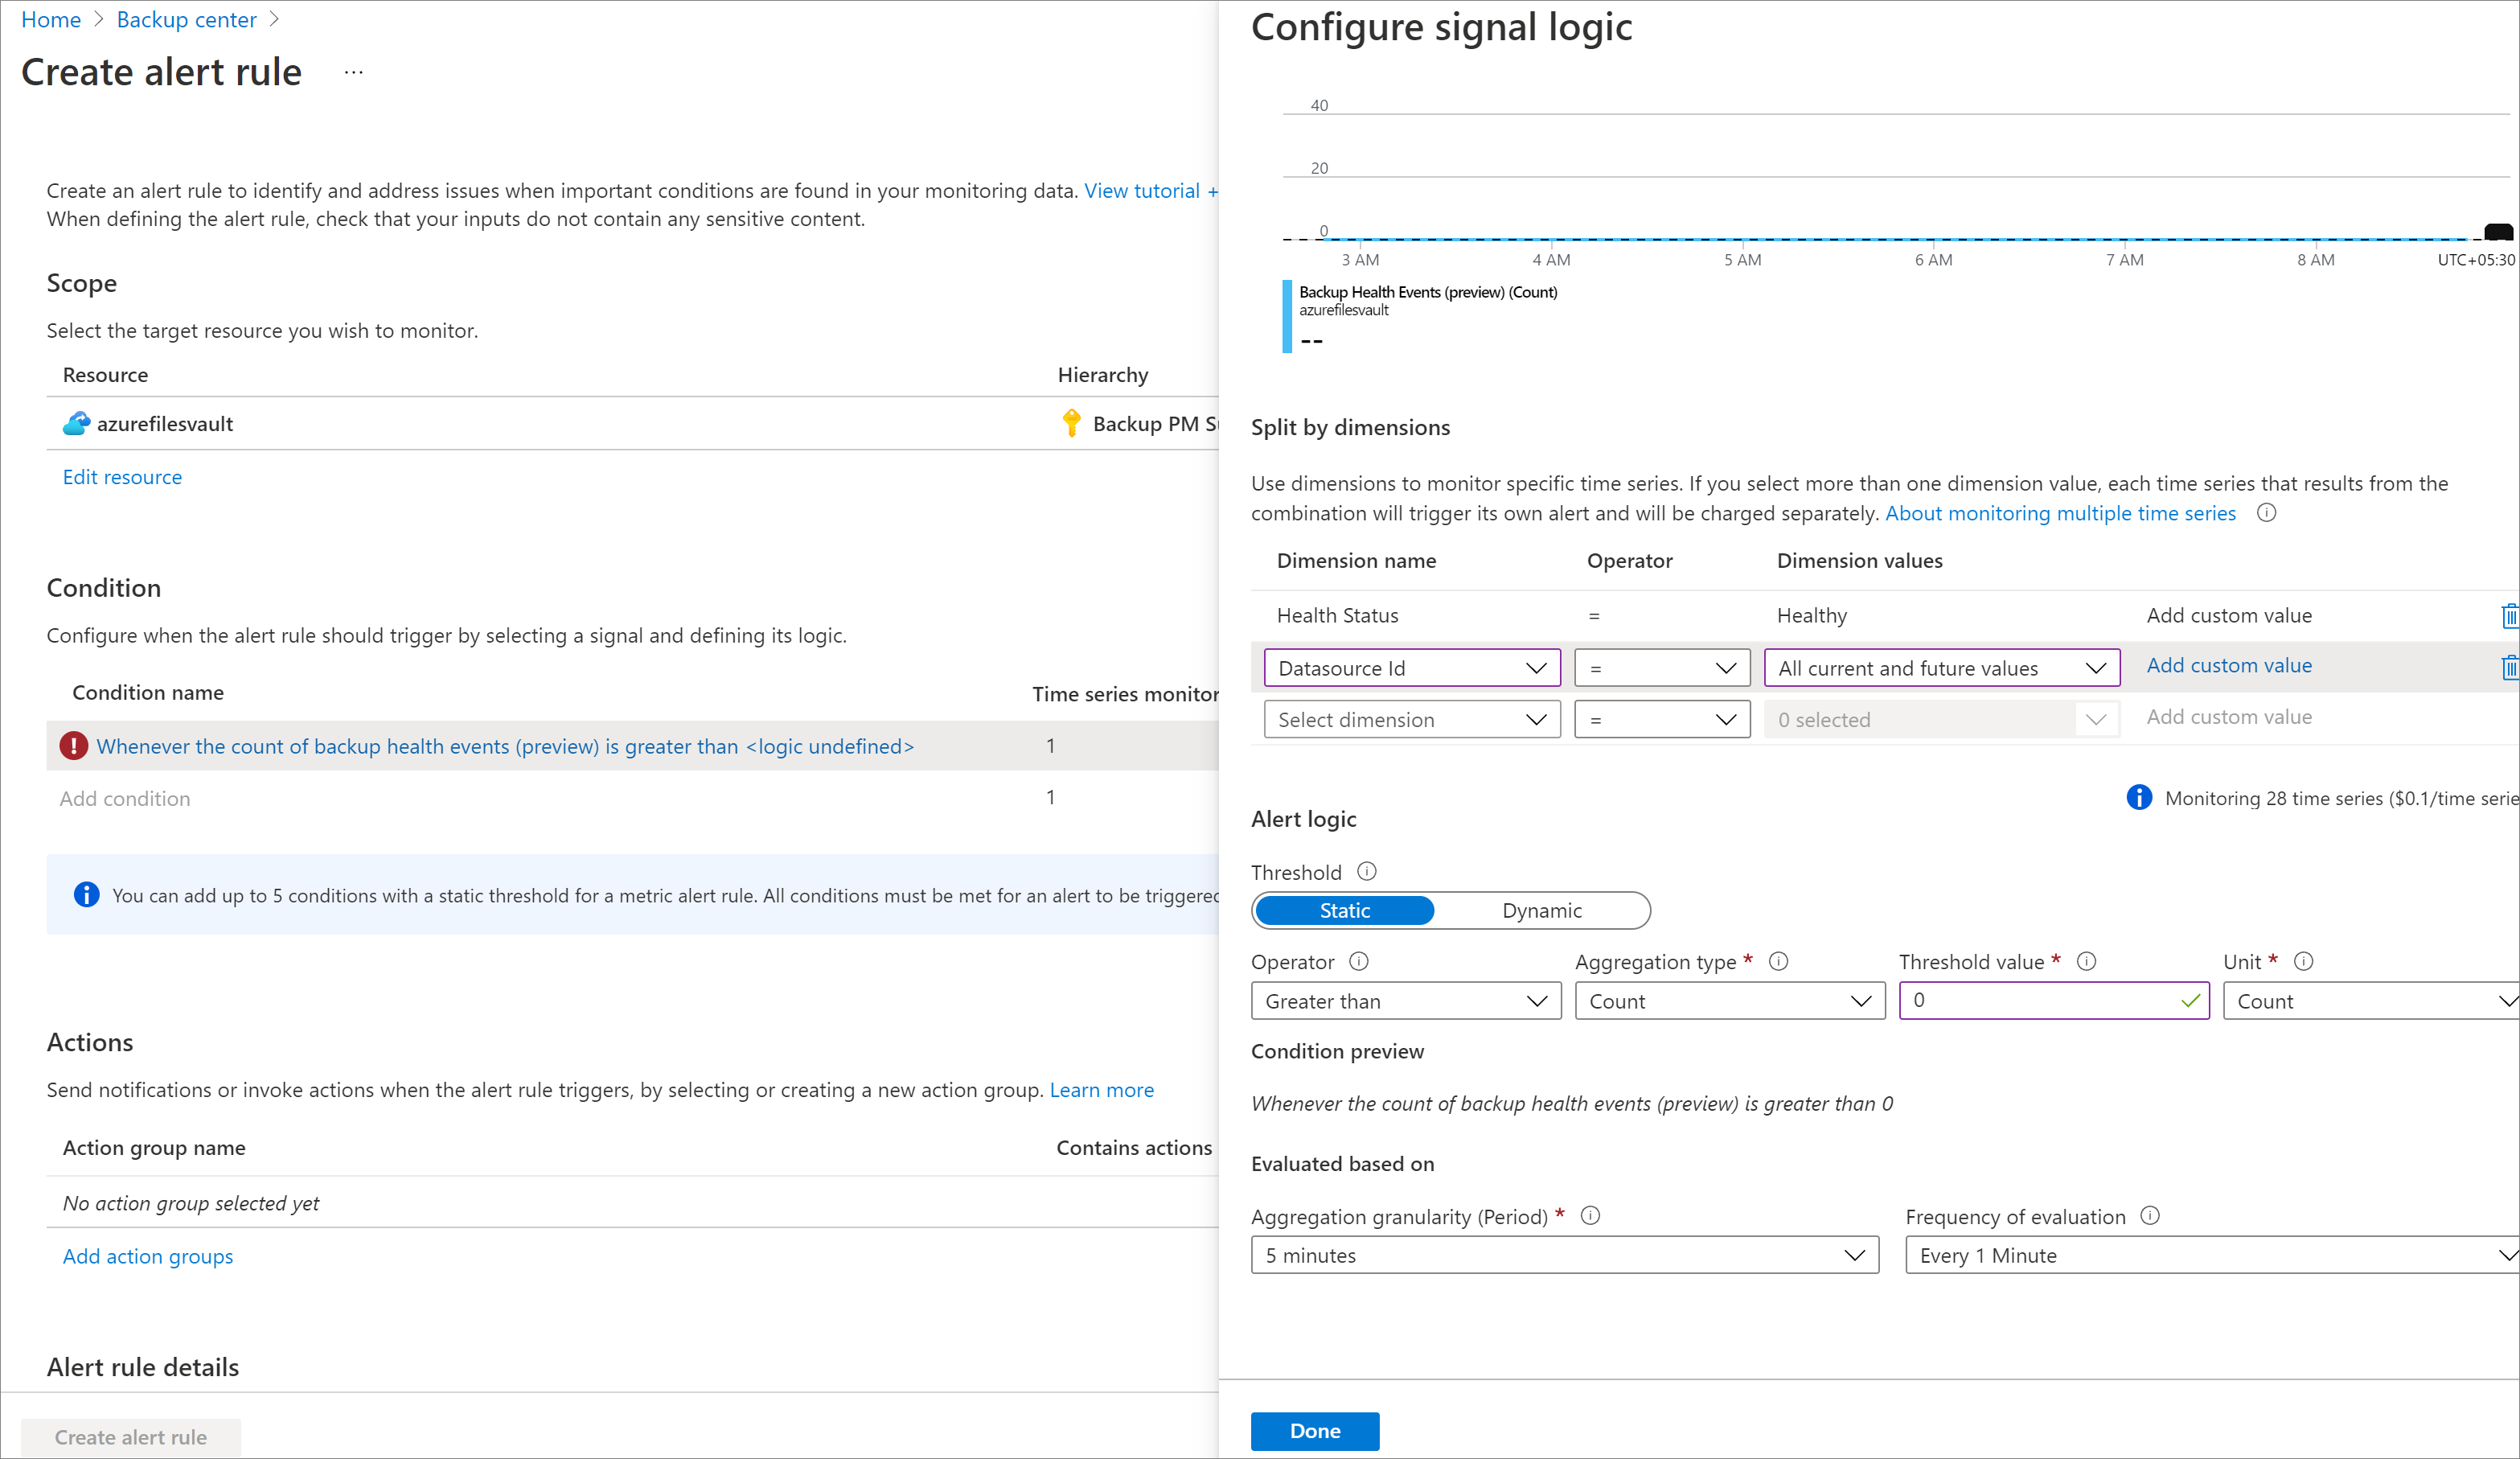 Home > Backup center >
Create alert rule ...
Create an alert rule to identify and address issues when important conditions are found in your monitoring data. View tutorial +
When defining the alert rule, check that your inputs do not contain any sensitive content.
Scope
Select the target resource you wish to monitor.
Resource Hierarchy
azurefilesvault Backup PM
Edit resource
Condition
Configure when the alert rule should trigger by selecting a signal and defining its logic.
Condition name Time series monitor
Whenever the count of backup health events (preview) is greater than <logic undefined> 1
Add condition 1
You can add up to 5 conditions with a static threshold for a metric alert rule. All conditions must be met for an alert to be triggered
Actions
Send notifications or invoke actions when the alert rule triggers, by selecting or creating a new action group. Learn more
Action group name Contains actions
No action group selected yet
Add action groups
Alert rule details
Create alert rule
Configure signal logic
40
20
0
3 AM 4 AM 5 AM 6 AM 7 AM 8 AM UTC+05:30
Backup Health Events (preview) (Count)
azurefilesvault
--
Split by dimensions
Use dimensions to monitor specific time series. If you select more than one dimension value, each time series that results from the
combination will trigger its own alert and will be charged separately. About monitoring multiple time series
Dimension name Operator Dimension values
Health Status = Healthy Add custom value
Datasource Id = All current and future values Add custom value
Select dimension = 0 selected Add custom value
Monitoring 28 time series ($0.1/time serie
Alert logic
Threshold
Static Dynamic
Operator Aggregation type * Threshold value * Unit *
Greater than Count 0 Count
Condition preview
Whenever the count of backup health events (preview) is greater than 0
Evaluated based on
Aggregation granularity (Period) * Frequency of evaluation
5 minutes Every 1 Minute
Done